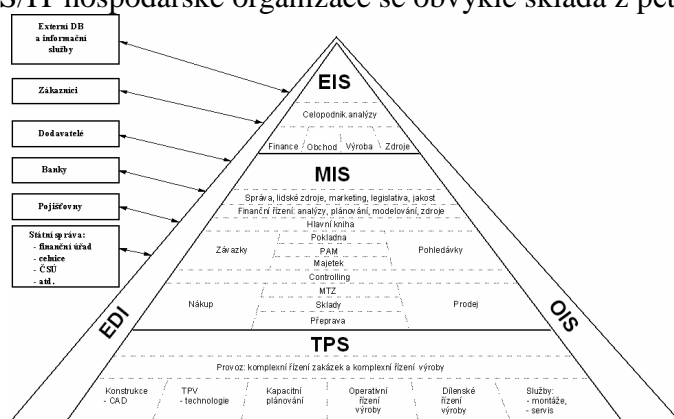 S/IT hospodářské organizace se obvykle skládá z pět
Externí DB
a informační
služby
Zákazníci
Dodavatelé
Banky
Pojišťovny
Státní správa:
- finanční úřad
- celnice
- ČSÚ
- atd.
EIS
Celopodnik.analýzy
Finance
Obchod
Výroba
Zdroje
MIS
Správa, lidské zdroje, marketing, legislativa, jakost
Finanční řízení: analýzy, plánování, modelování, zdroje
Hlavní kniha
Závazky
Pokladna
PAM
Majetek
Pohledávky
Controlling
Nákup
MTZ
Sklady
Přeprava
Prodej
EDI
OIS
TPS
Provoz: komplexní řízení zakázek a komplexní řízení výroby
Konstrukce
- CAD
TPV
- technologie
Kapacitní
plánování
Operativní
řízení
výroby
Dílenské
řízení
výroby
Služby:
- montáže,
- servis